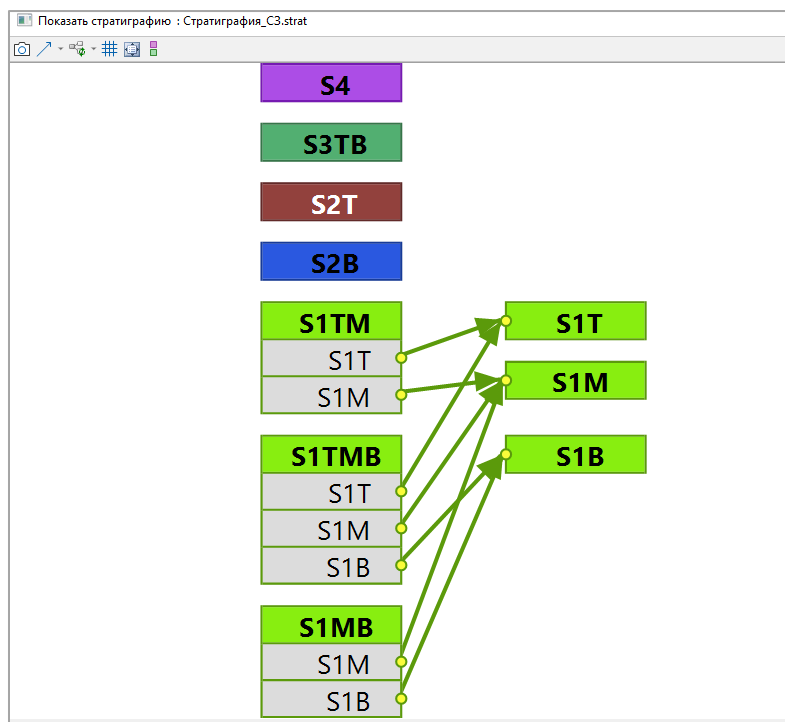 Показать стратиграфию : Стратиграфия_СЗ.strat
S4
S3TB
S2T
S2B
S1TM
S1T
S1M
S1TMB
S1T
S1M
S1B
S1MB
S1M
S1B
S1T
S1M
S1B